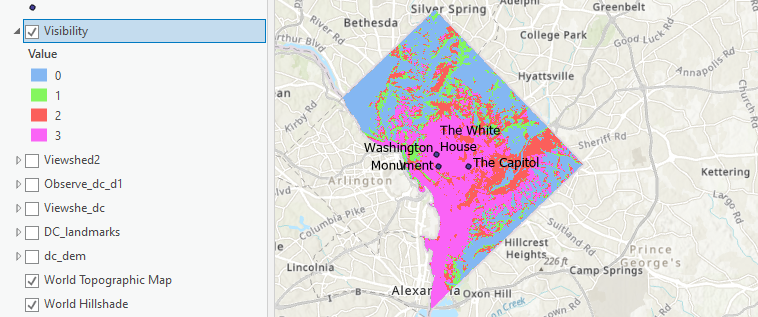 Visibility
Value
0
1
2
3
Viewshed2
Observe_dc_d1
Viewshe_dc
DC_landmarks
dc_dem
World Topographic Map
World Hillshade
Silver Spring
Adelphi
Greenbelt
Bethesda
Arthur Blvd
College Park
Good Luck Rd
Hyattsville
Annapolis Rd
Church Rd
Kirby Rd
The White
House
Washington
Monument
The Capitol
Sheriff Rd
Kettering
Arlington
Largo Rd
Columbia Pike
Suitland Rd
Hillcrest
Heights
Prince
George's
226 ft
Camp Springs
Lincolnia
Oxon Hill